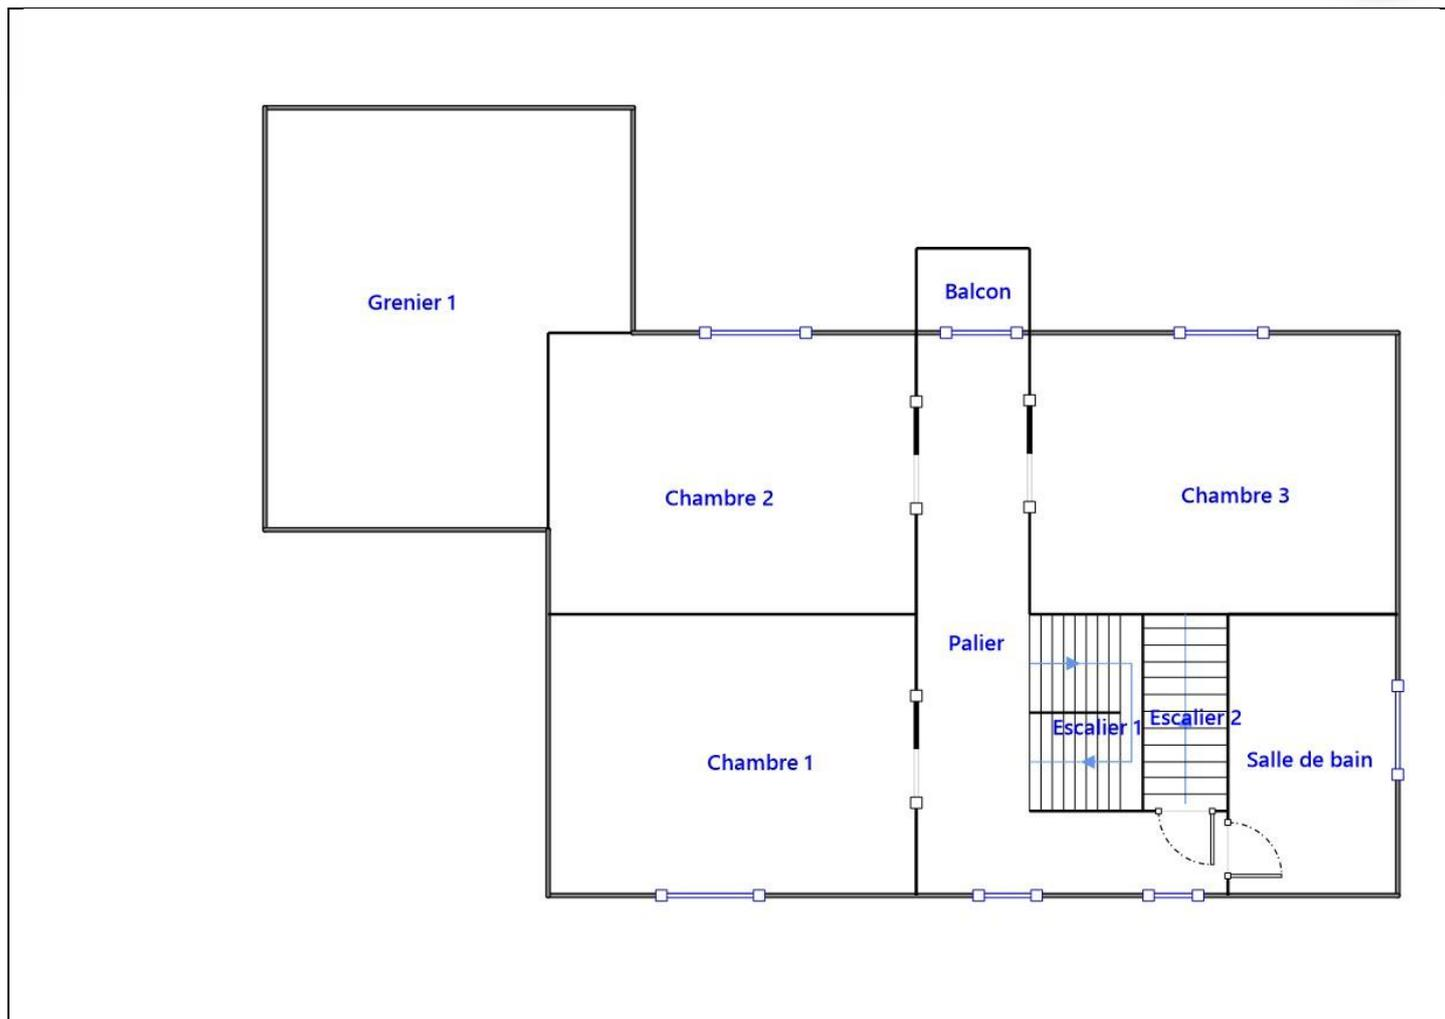 Balcon
Grenier 1
Chambre 2
Chambre 3
Palier
Escalier 1
Escalier 2
Chambre 1
Salle de bain